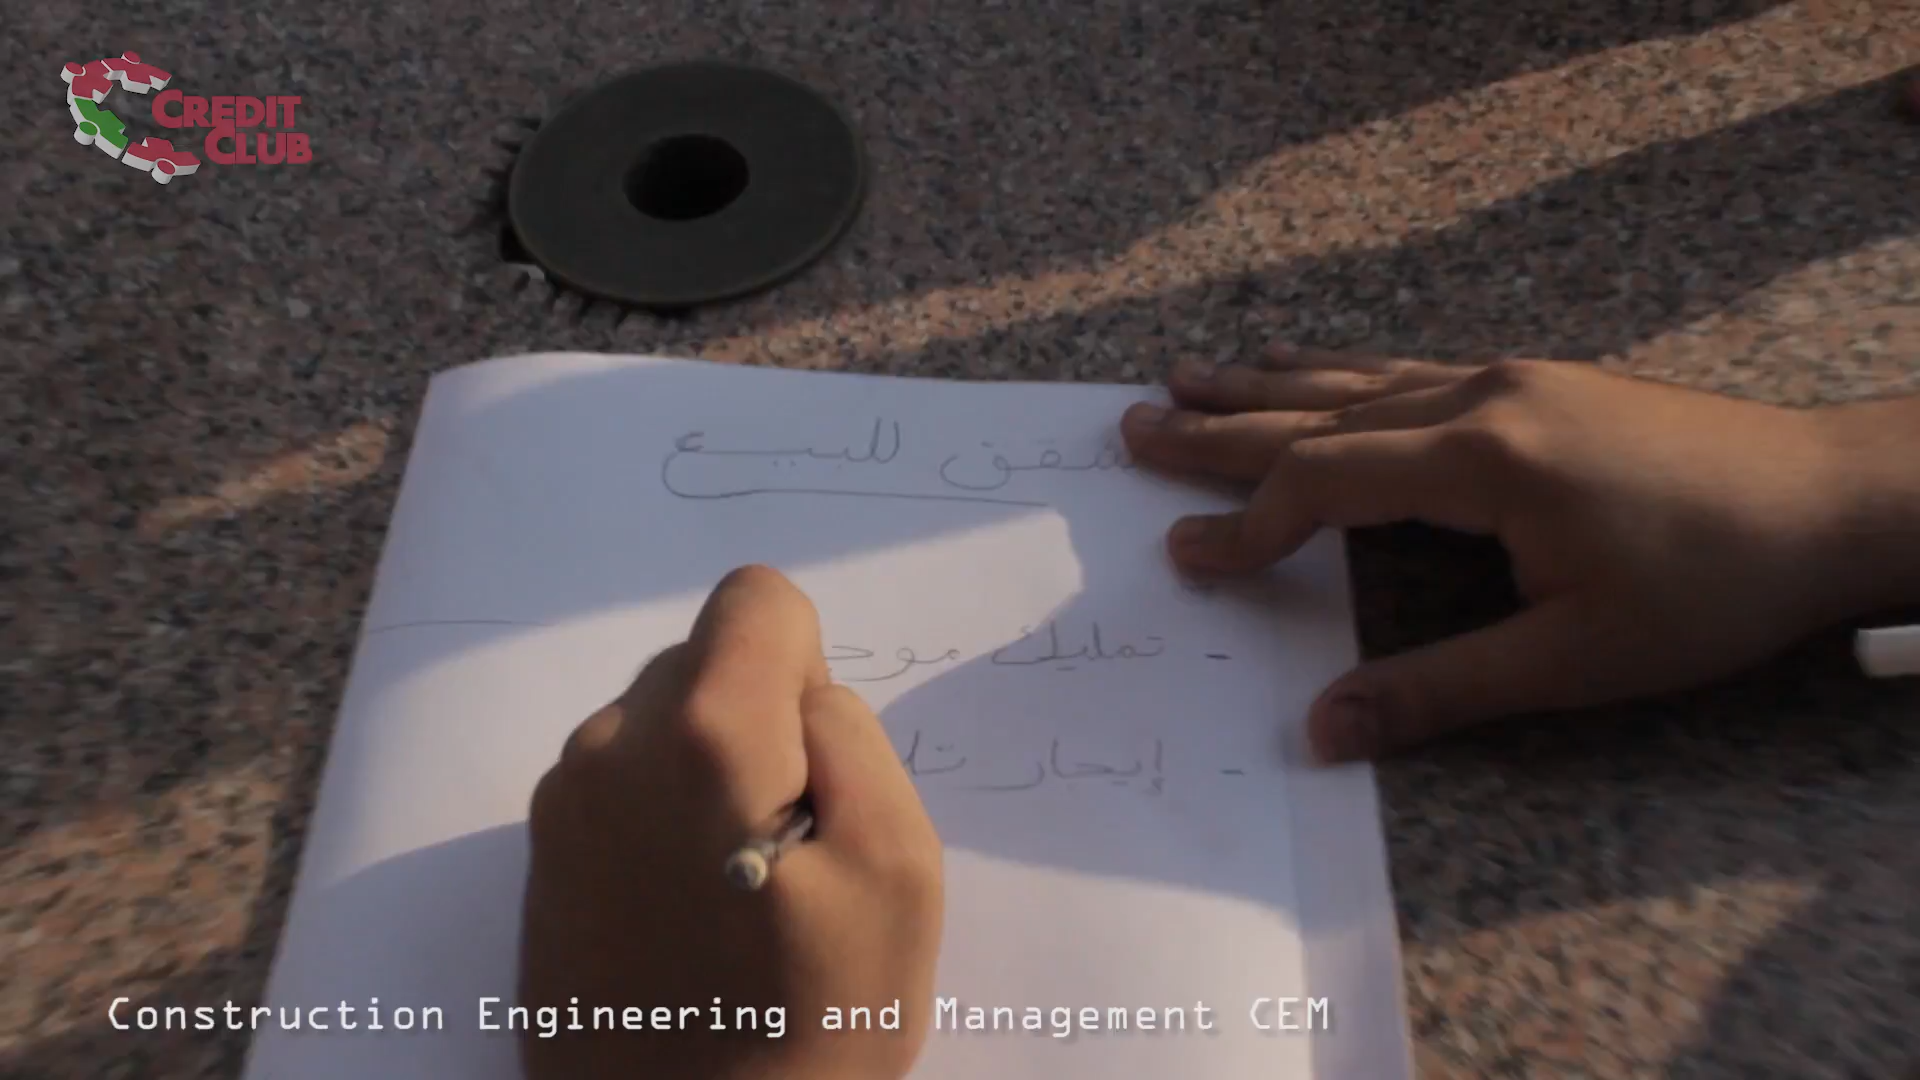 CREDIT
CLUB
شقق للبيع
- تمليك
- إيجار
Construction Engineering and Management CEM